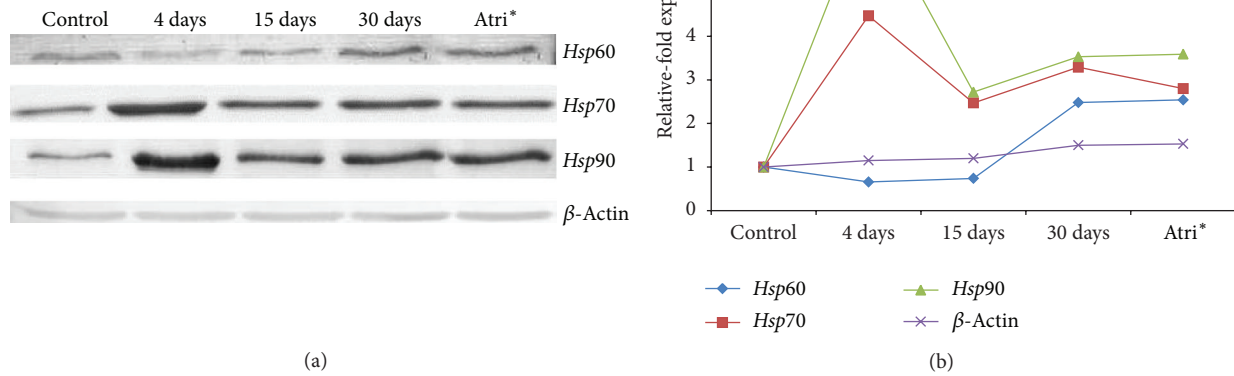 Control 4 days 15 days 30 days Atri*
Hsp60
Hsp70
Hsp90
β-Actin
(a)
Relative-fold exp
4
3
2
1
0
Control 4 days 15 days 30 days Atri*
Hsp60 Hsp90
Hsp70 β-Actin
(b)